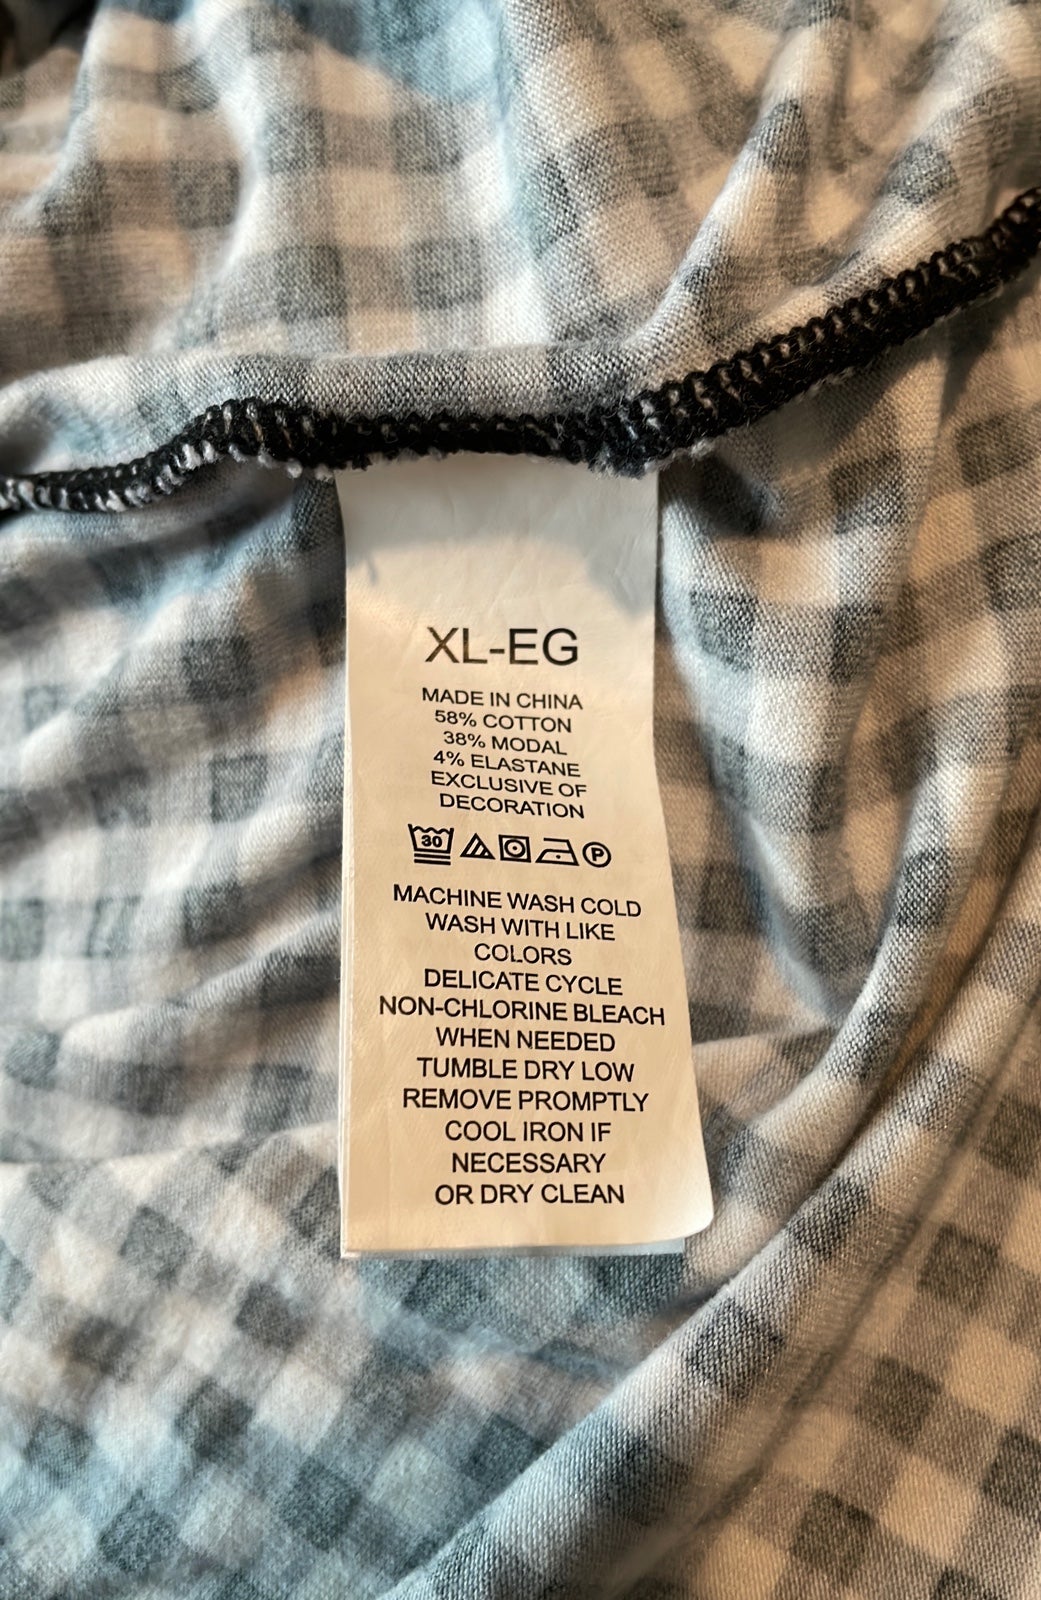 XL-EG
MADE IN CHINA
58% COTTON
38% MODAL
4% ELASTANE
EXCLUSIVE OF
DECORATION
30 P
MACHINE WASH COLD
WASH WITH LIKE
COLORS
DELICATE CYCLE
NON-CHLORINE BLEACH
WHEN NEEDED
TUMBLE DRY LOW
REMOVE PROMPTLY
COOL IRON IF
NECESSARY
OR DRY CLEAN